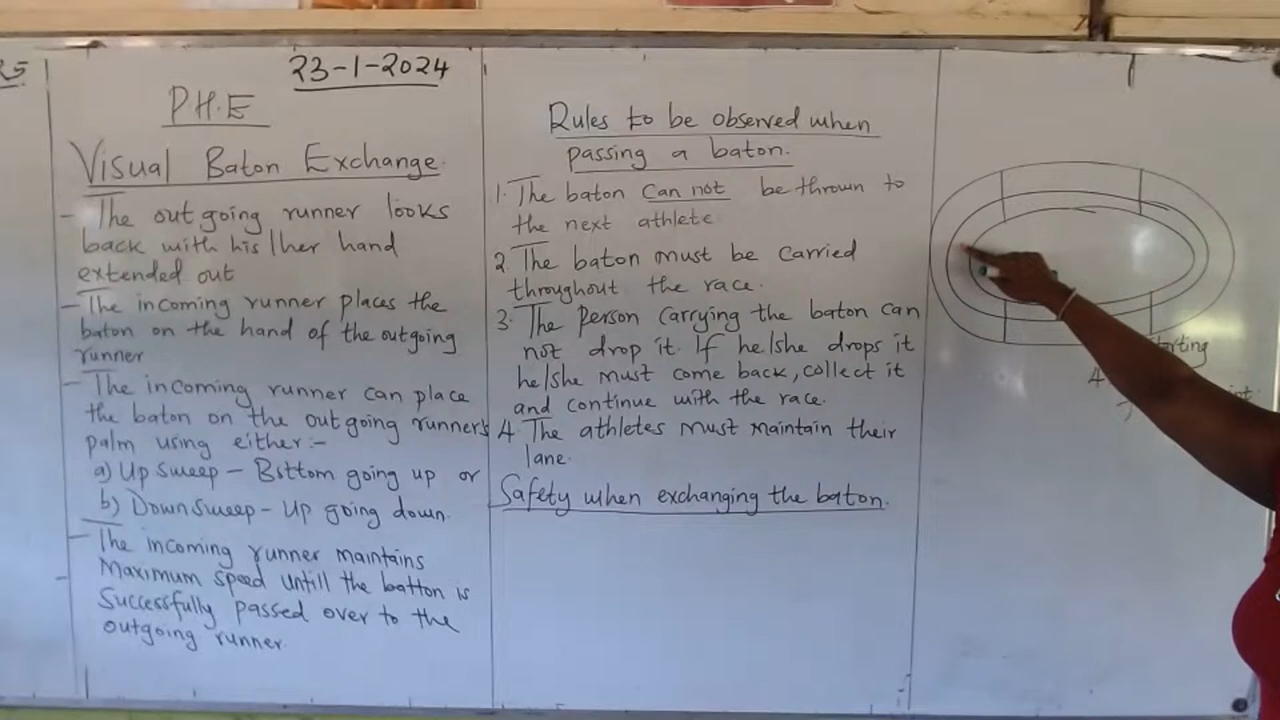 23-1-2024
P.H.E
Visual Baton Exchange.
- The out going runner looks
back with his/her hand
extended out
- The incoming runner places the
baton on the hand of the outgoing
runner
- The incoming runner can place
the baton on the out going runner's
palm using either:-
a) Up sweep - Bottom going up or
b) Down sweep - Up going down.
- The incoming runner maintains
Maximum speed untill the batton is
Successfully passed over to the
outgoing runner.
Rules to be observed when
passing a baton.
1. The baton can not be thrown to
the next athlete
2. The baton must be carried
throughout the race.
3. The person carrying the baton can
not drop it. If he/she drops it
he/she must come back, collect it
and continue with the race.
4 The athletes must maintain their
lane.
Safety when exchanging the baton.
4